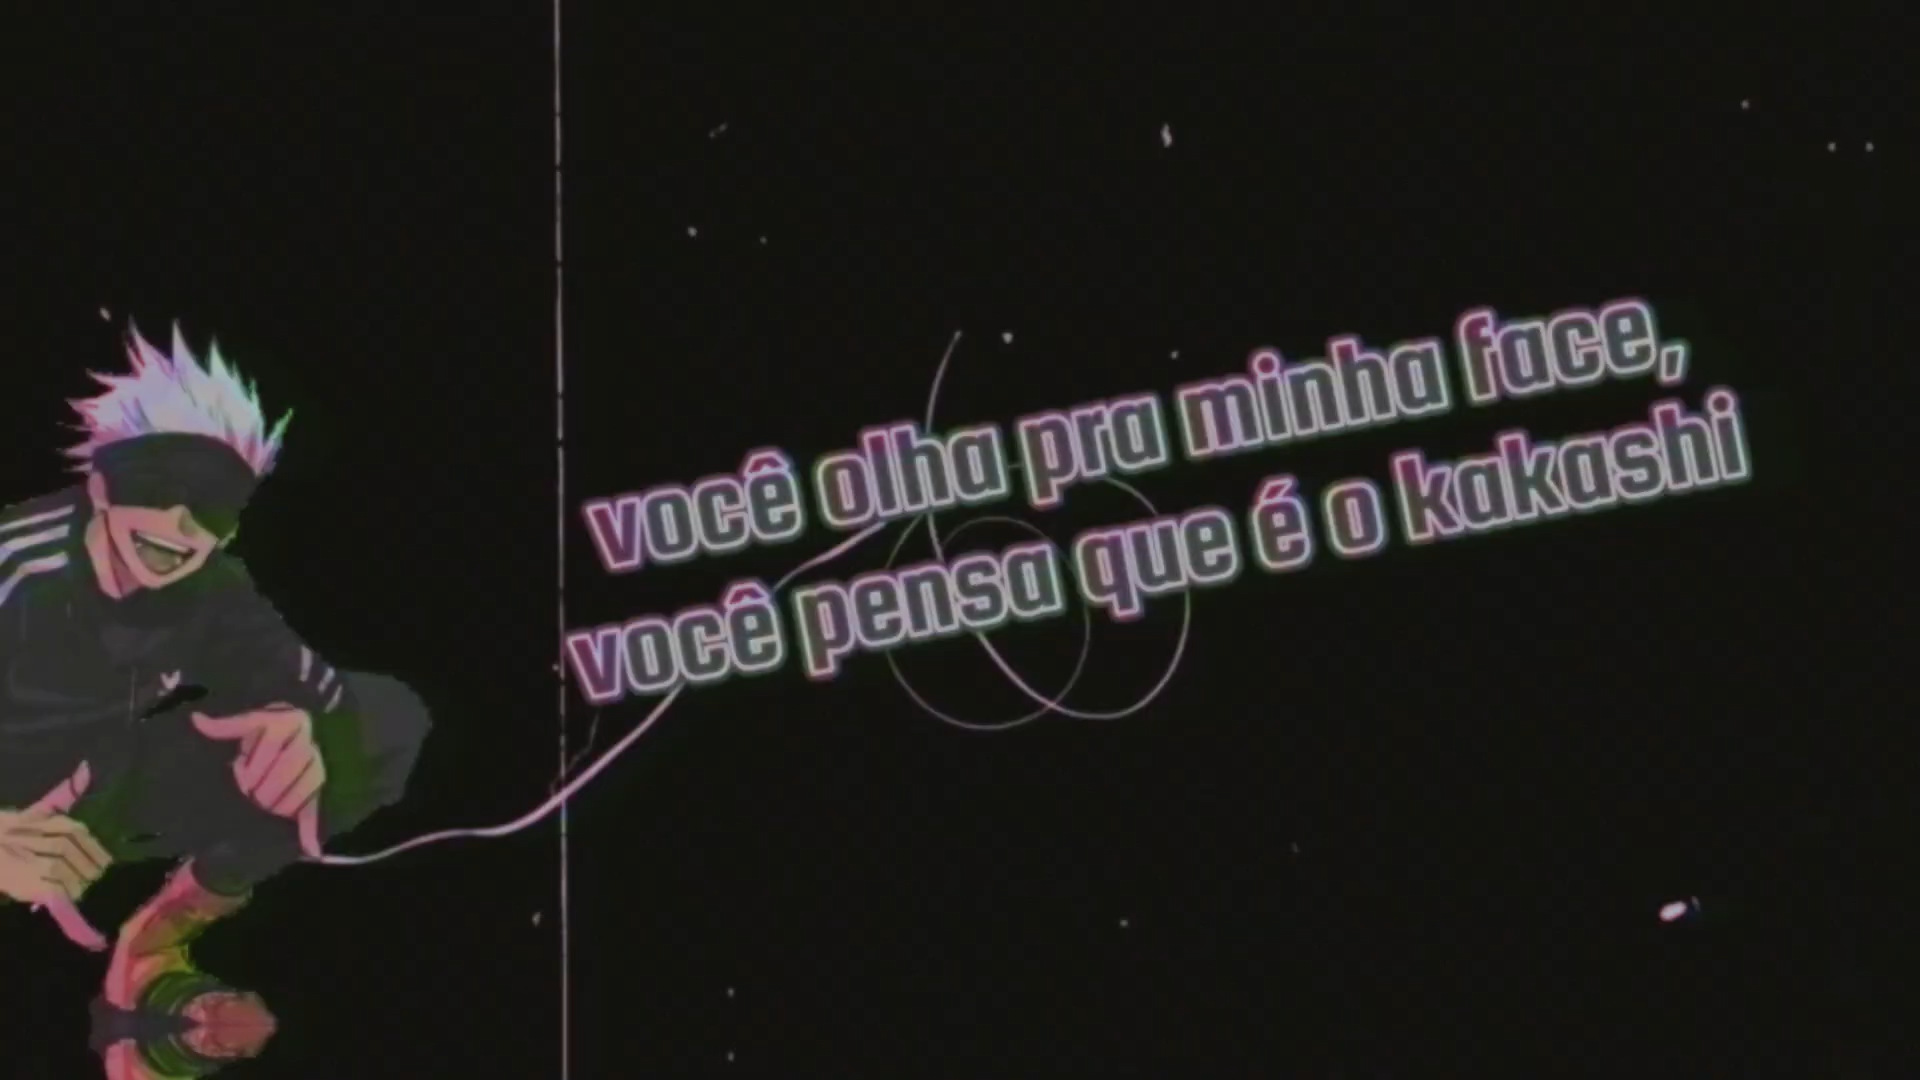 você olha pra minha face,
você pensa que é o kakashi